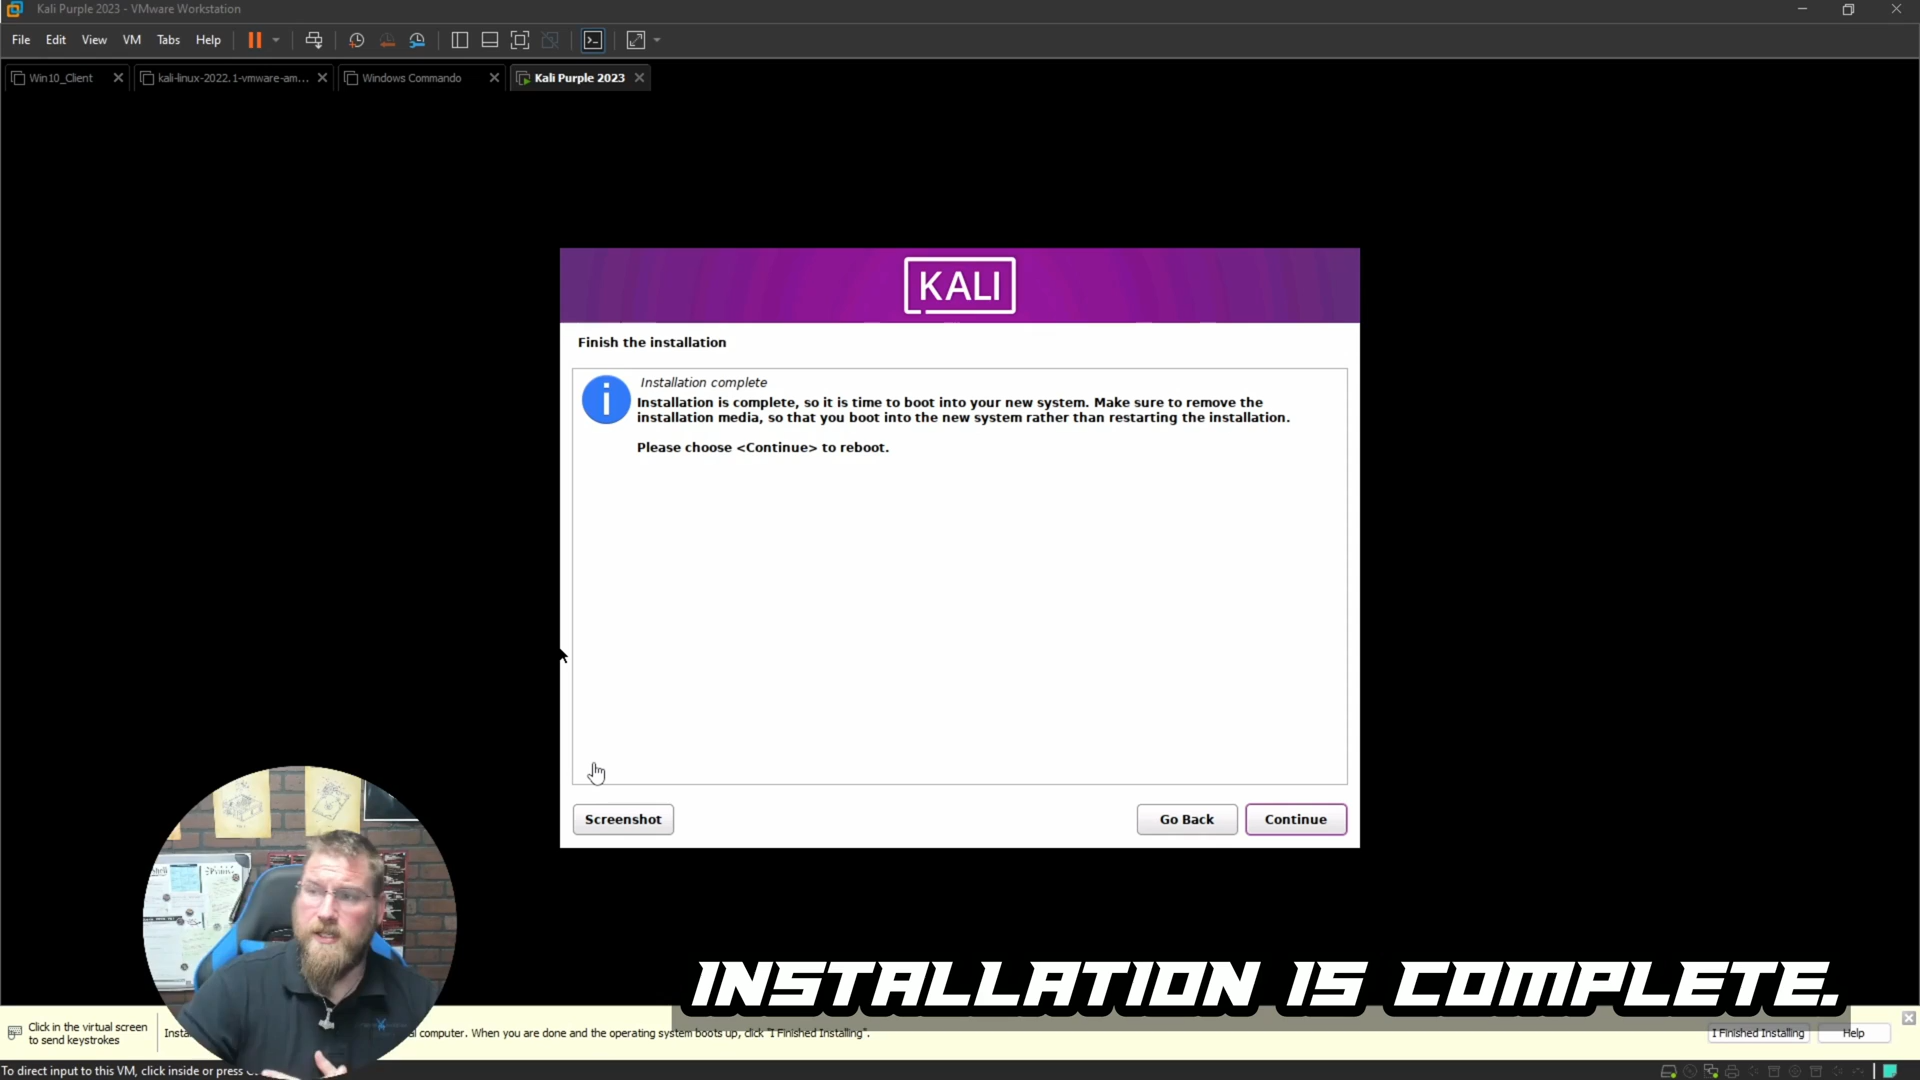 Kali Purple 2023 - VMware Workstation
File Edit View VM Tabs Help
Win10_Client kali-linux-2022.1-vmware-am... Windows Commando Kali Purple 2023
KALI
Finish the installation
Installation complete
Installation is complete, so it is time to boot into your new system. Make sure to remove the
installation media, so that you boot into the new system rather than restarting the installation.
Please choose <Continue> to reboot.
Screenshot Go Back Continue
INSTALLATION IS COMPLETE.
Click in the virtual screen
to send keystrokes
al computer. When you are done and the operating system boots up, click "I Finished Installing".
I Finished Installing Help
To direct input to this VM, click inside or press